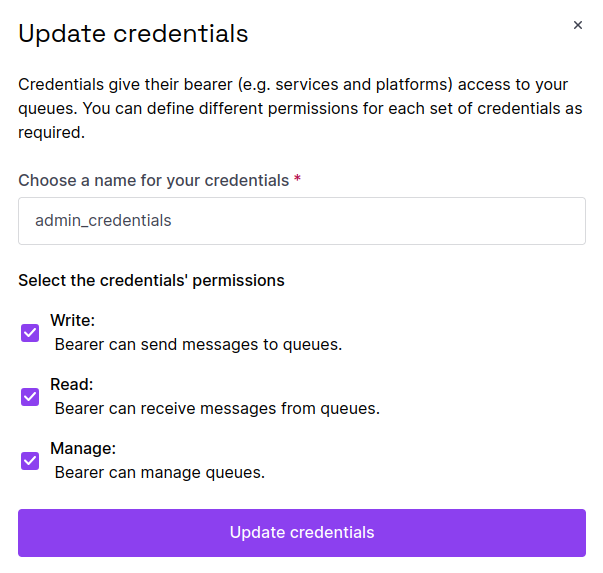 Update credentials
Credentials give their bearer (e.g. services and platforms) access to your
queues. You can define different permissions for each set of credentials as
required.
Choose a name for your credentials *
admin_credentials
Select the credentials' permissions
Write:
Bearer can send messages to queues.
Read:
Bearer can receive messages from queues.
Manage:
Bearer can manage queues.
Update credentials